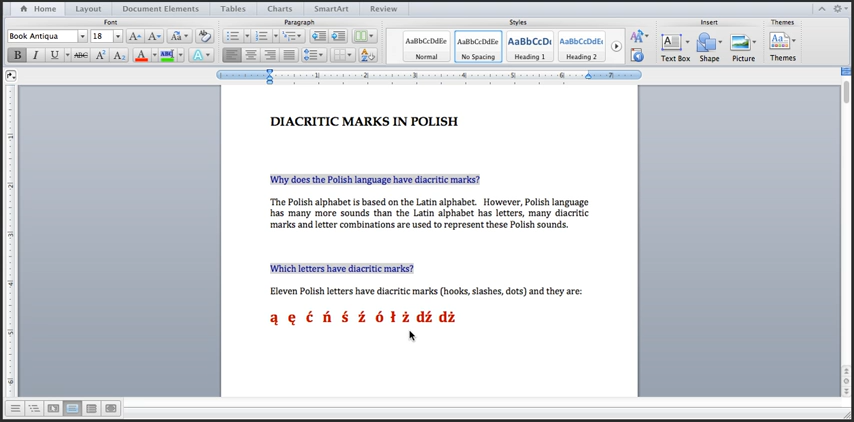 Home Layout Document Elements Tables Charts SmartArt Review
Font Paragraph Styles Insert Themes
Book Antiqua 18 A A Aa AaBbCcDdEe AaBbCcDdEe AaBbCcDc AaBbCcDdEe
B I U ABC A² A₂ A ABC A Normal No Spacing Heading 1 Heading 2 Text Box Shape Picture Themes
DIACRITIC MARKS IN POLISH
Why does the Polish language have diacritic marks?
The Polish alphabet is based on the Latin alphabet. However, Polish language
has many more sounds than the Latin alphabet has letters, many diacritic
marks and letter combinations are used to represent these Polish sounds.
Which letters have diacritic marks?
Eleven Polish letters have diacritic marks (hooks, slashes, dots) and they are:
ą ę ć ń ś ź ó ł ż dź dż